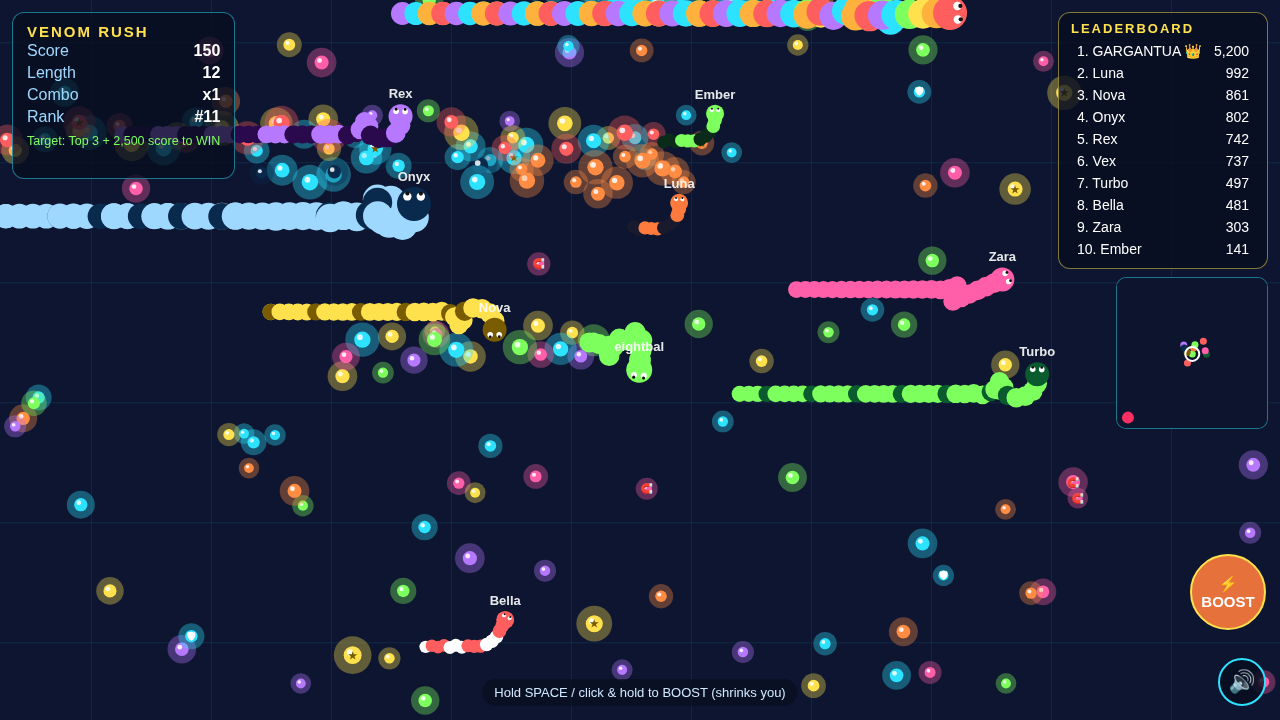 VENOM RUSH
Score 150
Length 12
Combo x1
Rank #11
Target: Top 3 + 2,500 score to WIN
LEADERBOARD
1. GARGANTUA 👑 5,200
2. Luna 992
3. Nova 861
4. Onyx 802
5. Rex 742
6. Vex 737
7. Turbo 497
8. Bella 481
9. Zara 303
10. Ember 141
Rex
Ember
Onyx
Luna
Zara
Nova
eightbal
Turbo
Bella
⚡
BOOST
Hold SPACE / click & hold to BOOST (shrinks you)